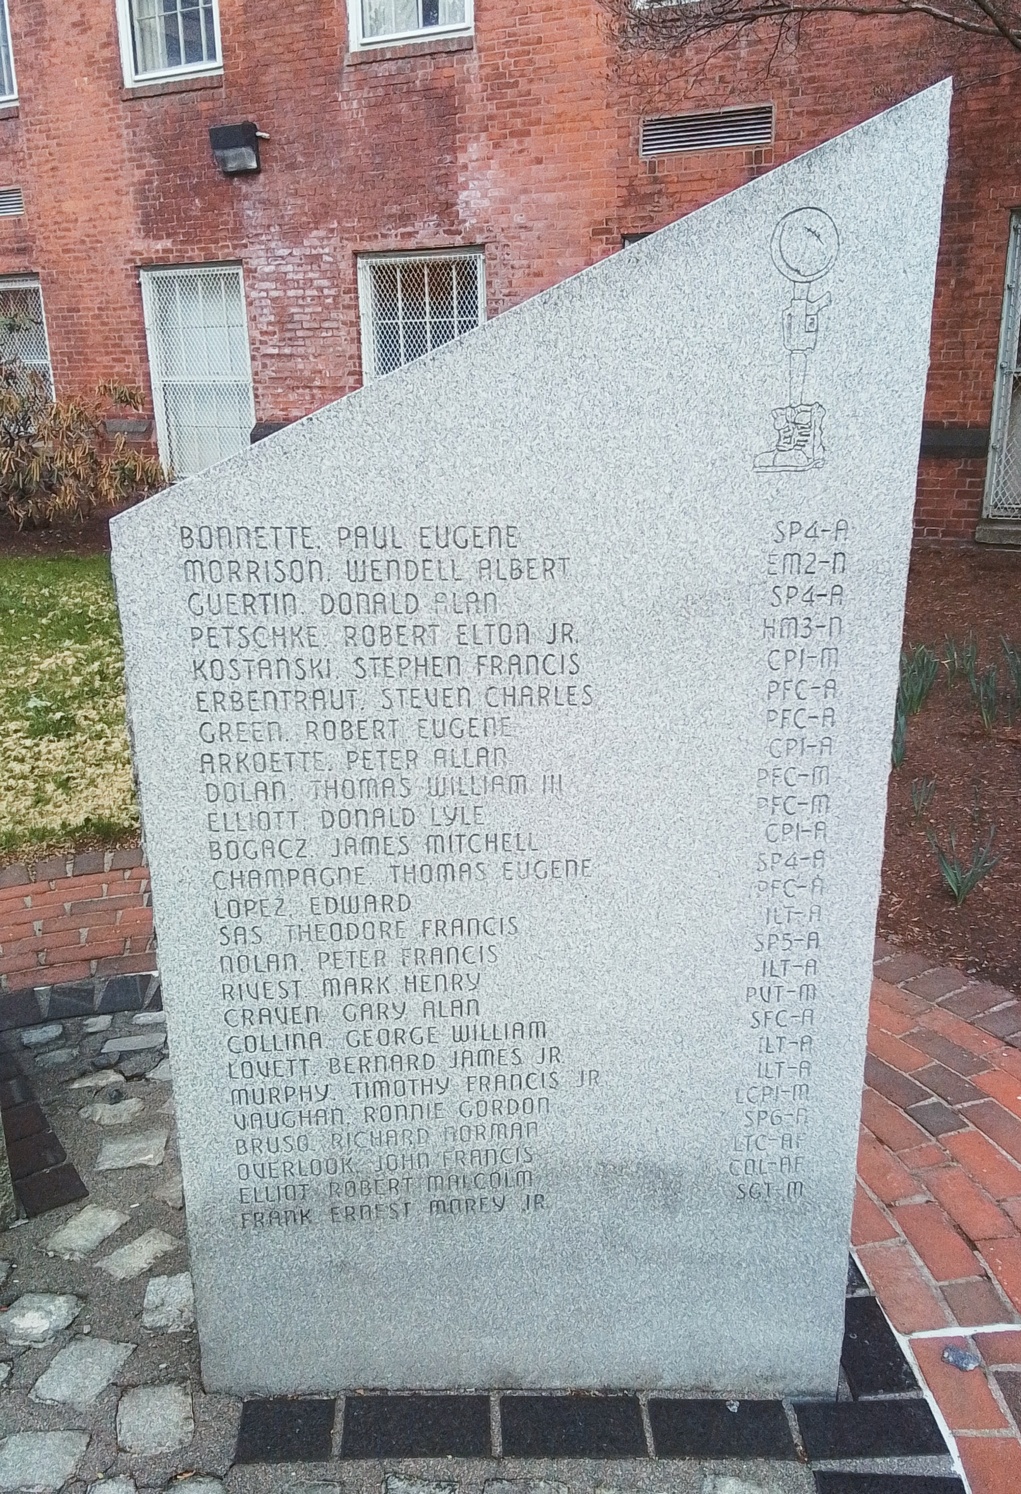 BONNETTE, PAUL EUGENE SP4-A
MORRISON, WENDELL ALBERT EM2-N
GUERTIN, DONALD ALAN SP4-A
PETSCHKE, ROBERT ELTON JR. HM3-N
KOSTANSKI, STEPHEN FRANCIS CPL-M
ERBENTRAUT, STEVEN CHARLES PFC-A
GREEN, ROBERT EUGENE PFC-A
ARKOETTE, PETER ALLAN CPL-A
DOLAN, THOMAS WILLIAM III PFC-M
ELLIOTT, DONALD LYLE PFC-M
BOGACZ, JAMES MITCHELL CPL-A
CHAMPAGNE, THOMAS EUGENE SP4-A
LOPEZ, EDWARD PFC-A
SAS, THEODORE FRANCIS 1LT-A
NOLAN, PETER FRANCIS SP5-A
RIVEST, MARK HENRY 1LT-A
CRAVEN, GARY ALAN PVT-M
COLLINA, GEORGE WILLIAM SFC-A
LOVETT, BERNARD JAMES JR. 1LT-A
MURPHY, TIMOTHY FRANCIS JR. 1LT-A
VAUGHAN, RONNIE GORDON LCPL-M
BRUSO, RICHARD NORMAN SP6-A
OVERLOOK, JOHN FRANCIS LTC-AF
ELLIOT, ROBERT MALCOLM COL-AF
FRANK, ERNEST MOREY JR. SGT-M